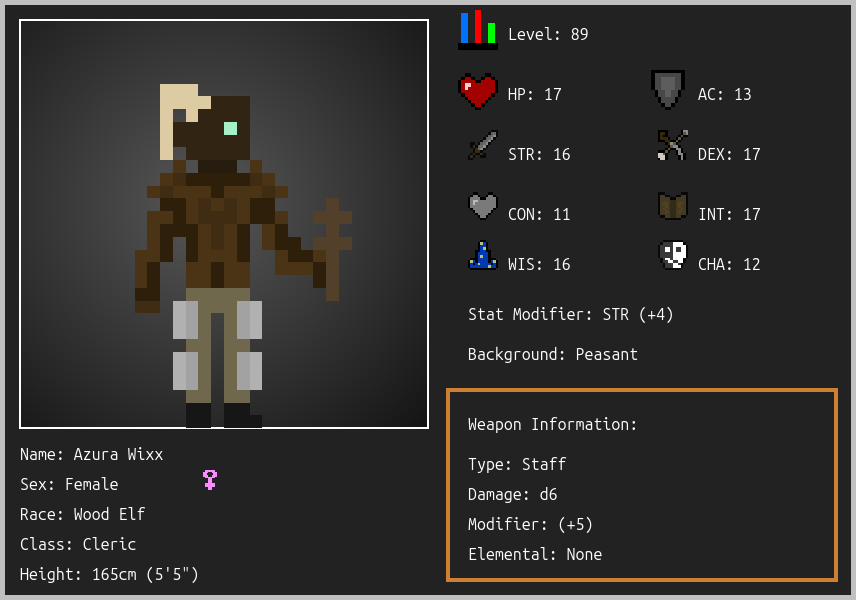 Level: 89
HP: 17
AC: 13
STR: 16
DEX: 17
CON: 11
INT: 17
WIS: 16
CHA: 12
Stat Modifier: STR (+4)
Background: Peasant
Weapon Information:
Type: Staff
Damage: d6
Modifier: (+5)
Elemental: None
Name: Azura Wixx
Sex: Female
Race: Wood Elf
Class: Cleric
Height: 165cm (5'5")